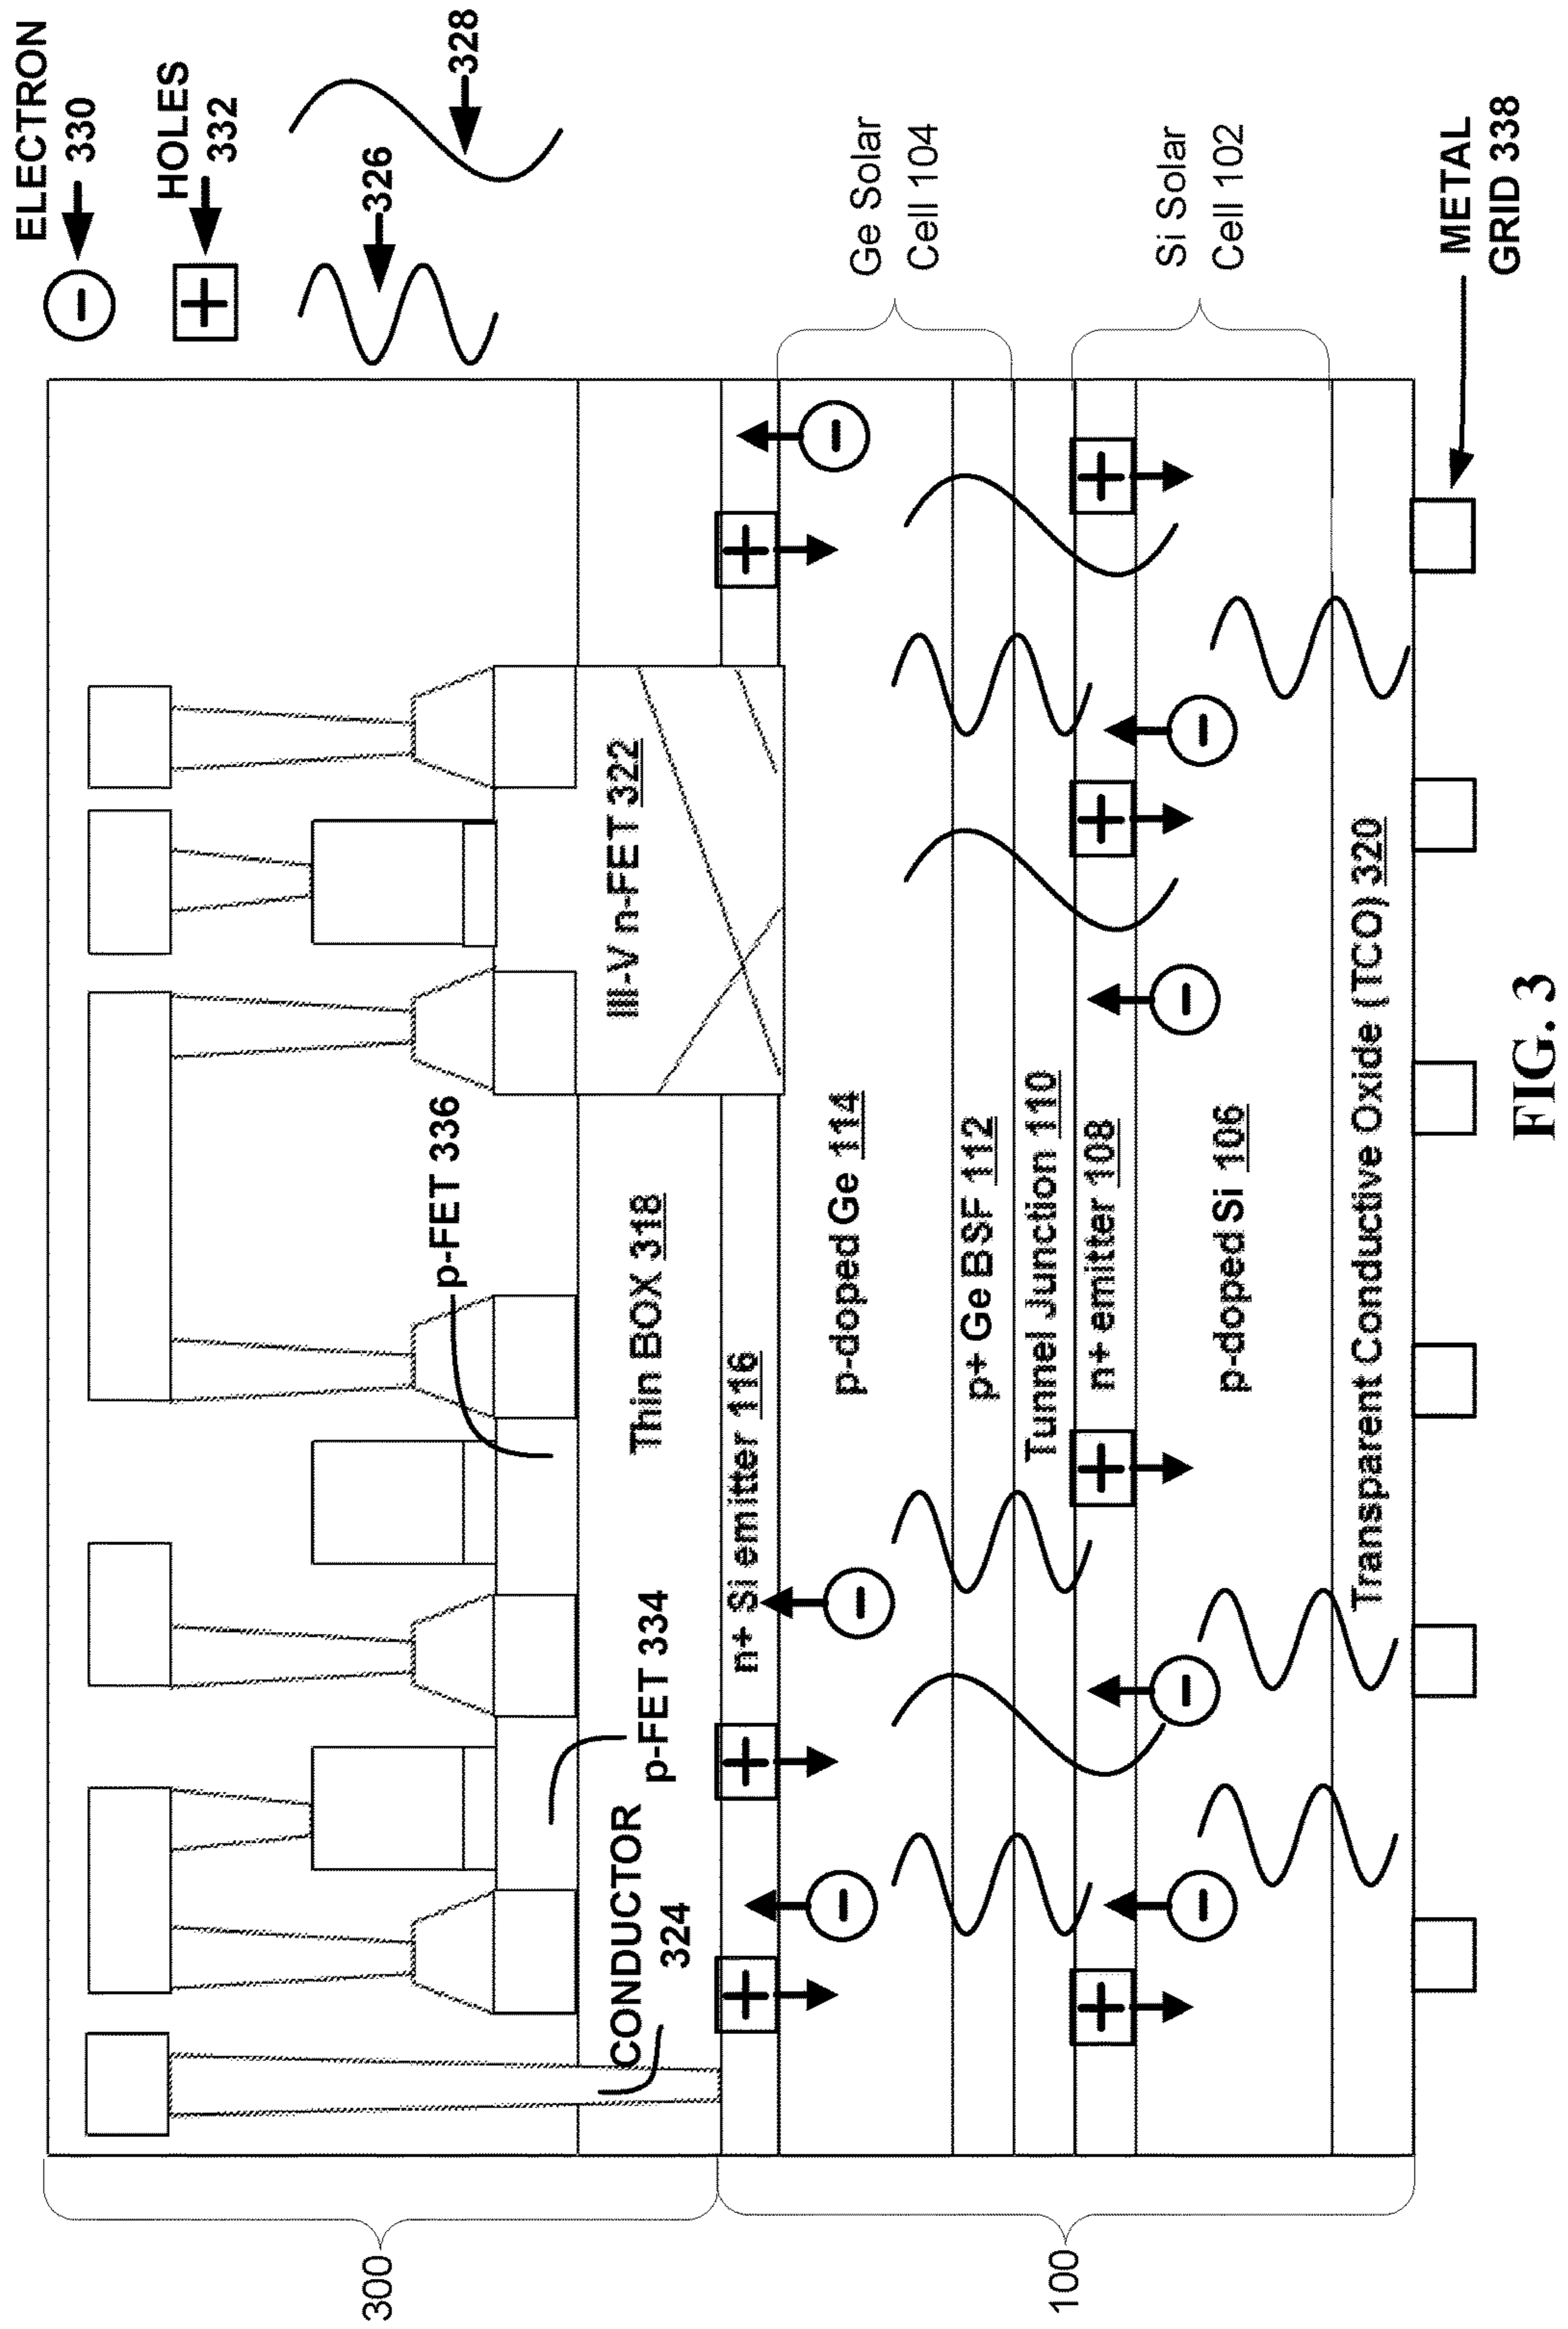 ELECTRON
330
HOLES
332
326
328
300
CONDUCTOR
324
p-FET 334
p-FET 336
Thin BOX 318
III-V n-FET 322
n+ Si emitter 116
p-doped Ge 114
Ge Solar
Cell 104
p+ Ge BSF 112
100
Tunnel Junction 110
n+ emitter 108
p-doped Si 106
Si Solar
Cell 102
Transparent Conductive Oxide (TCO) 320
METAL
GRID 338
FIG. 3